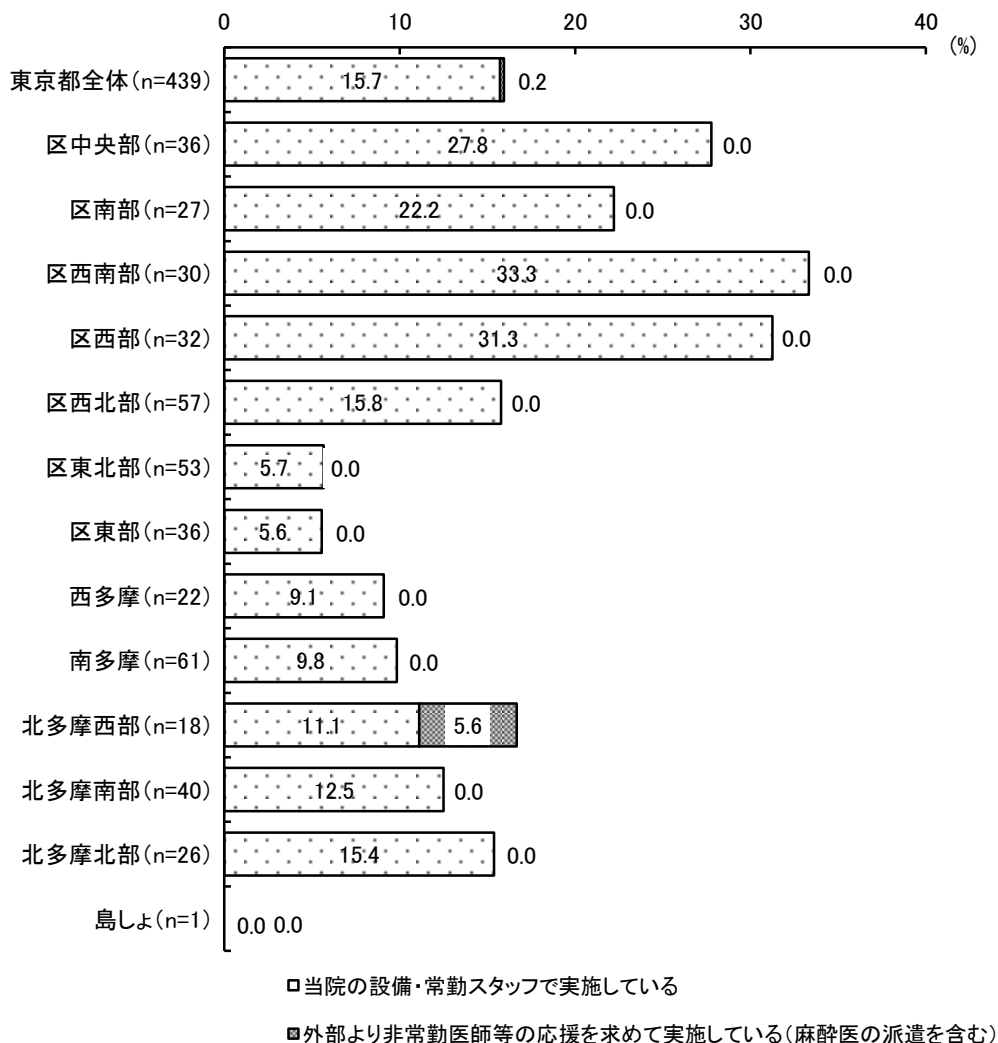 0 10 20 30 40
(%)
東京都全体(n=439) 15.7 0.2
区中央部(n=36) 27.8 0.0
区南部(n=27) 22.2 0.0
区西南部(n=30) 33.3 0.0
区西部(n=32) 31.3 0.0
区西北部(n=57) 15.8 0.0
区東北部(n=53) 5.7 0.0
区東部(n=36) 5.6 0.0
西多摩(n=22) 9.1 0.0
南多摩(n=61) 9.8 0.0
北多摩西部(n=18) 11.1 5.6
北多摩南部(n=40) 12.5 0.0
北多摩北部(n=26) 15.4 0.0
島しょ(n=1) 0.0 0.0
当院の設備・常勤スタッフで実施している
外部より非常勤医師等の応援を求めて実施している(麻酔医の派遣を含む)